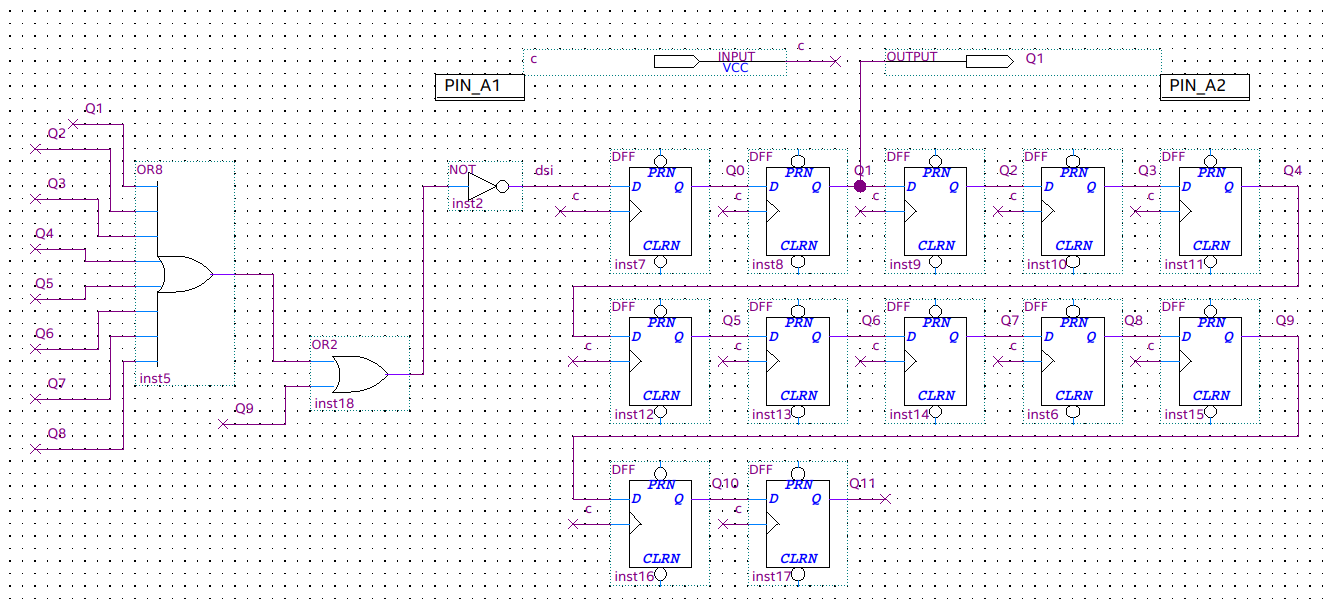 c
INPUT
VCC
c
OUTPUT
Q1
PIN_A1
PIN_A2
Q1
Q2
Q3
Q4
Q5
Q6
Q7
Q8
OR8
inst5
OR2
inst18
Q9
NOT
inst2
dsi
DFF
PRN
D
Q
CLRN
inst7
c
Q0
DFF
PRN
D
Q
CLRN
inst8
c
Q1
DFF
PRN
D
Q
CLRN
inst9
c
Q2
DFF
PRN
D
Q
CLRN
inst10
c
Q3
DFF
PRN
D
Q
CLRN
inst11
c
Q4
DFF
PRN
D
Q
CLRN
inst12
c
Q5
DFF
PRN
D
Q
CLRN
inst13
c
Q6
DFF
PRN
D
Q
CLRN
inst14
c
Q7
DFF
PRN
D
Q
CLRN
inst6
c
Q8
DFF
PRN
D
Q
CLRN
inst15
c
Q9
DFF
PRN
D
Q
CLRN
inst16
c
Q10
DFF
PRN
D
Q
CLRN
inst17
c
Q11